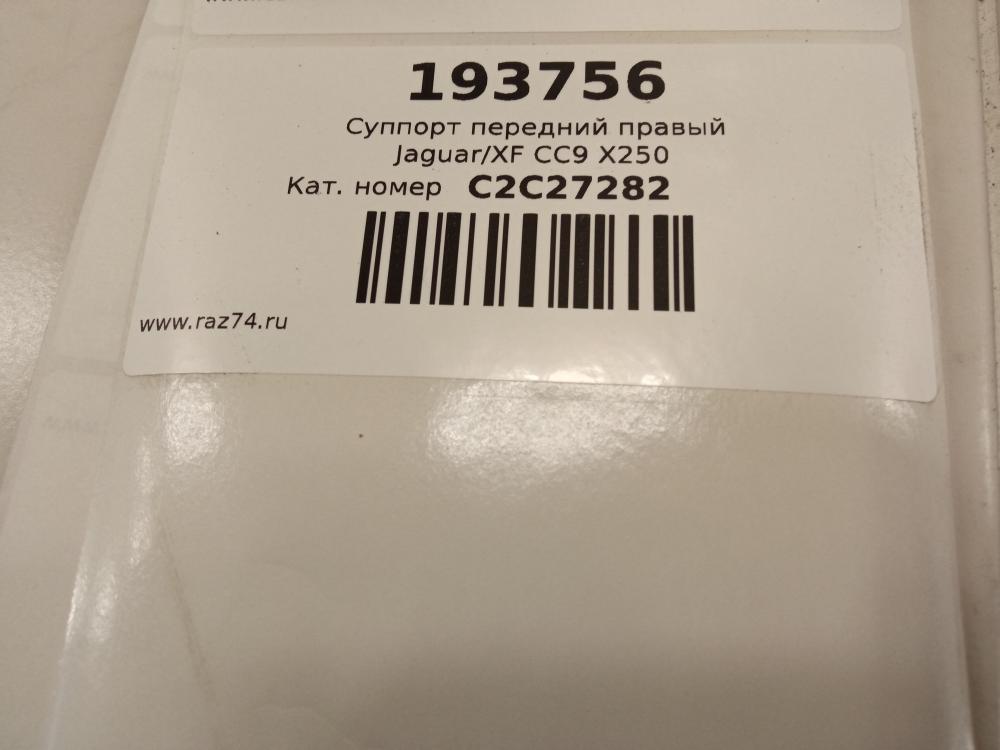 193756
Суппорт передний правый
Jaguar/XF CC9 X250
Кат. номер C2C27282
www.raz74.ru